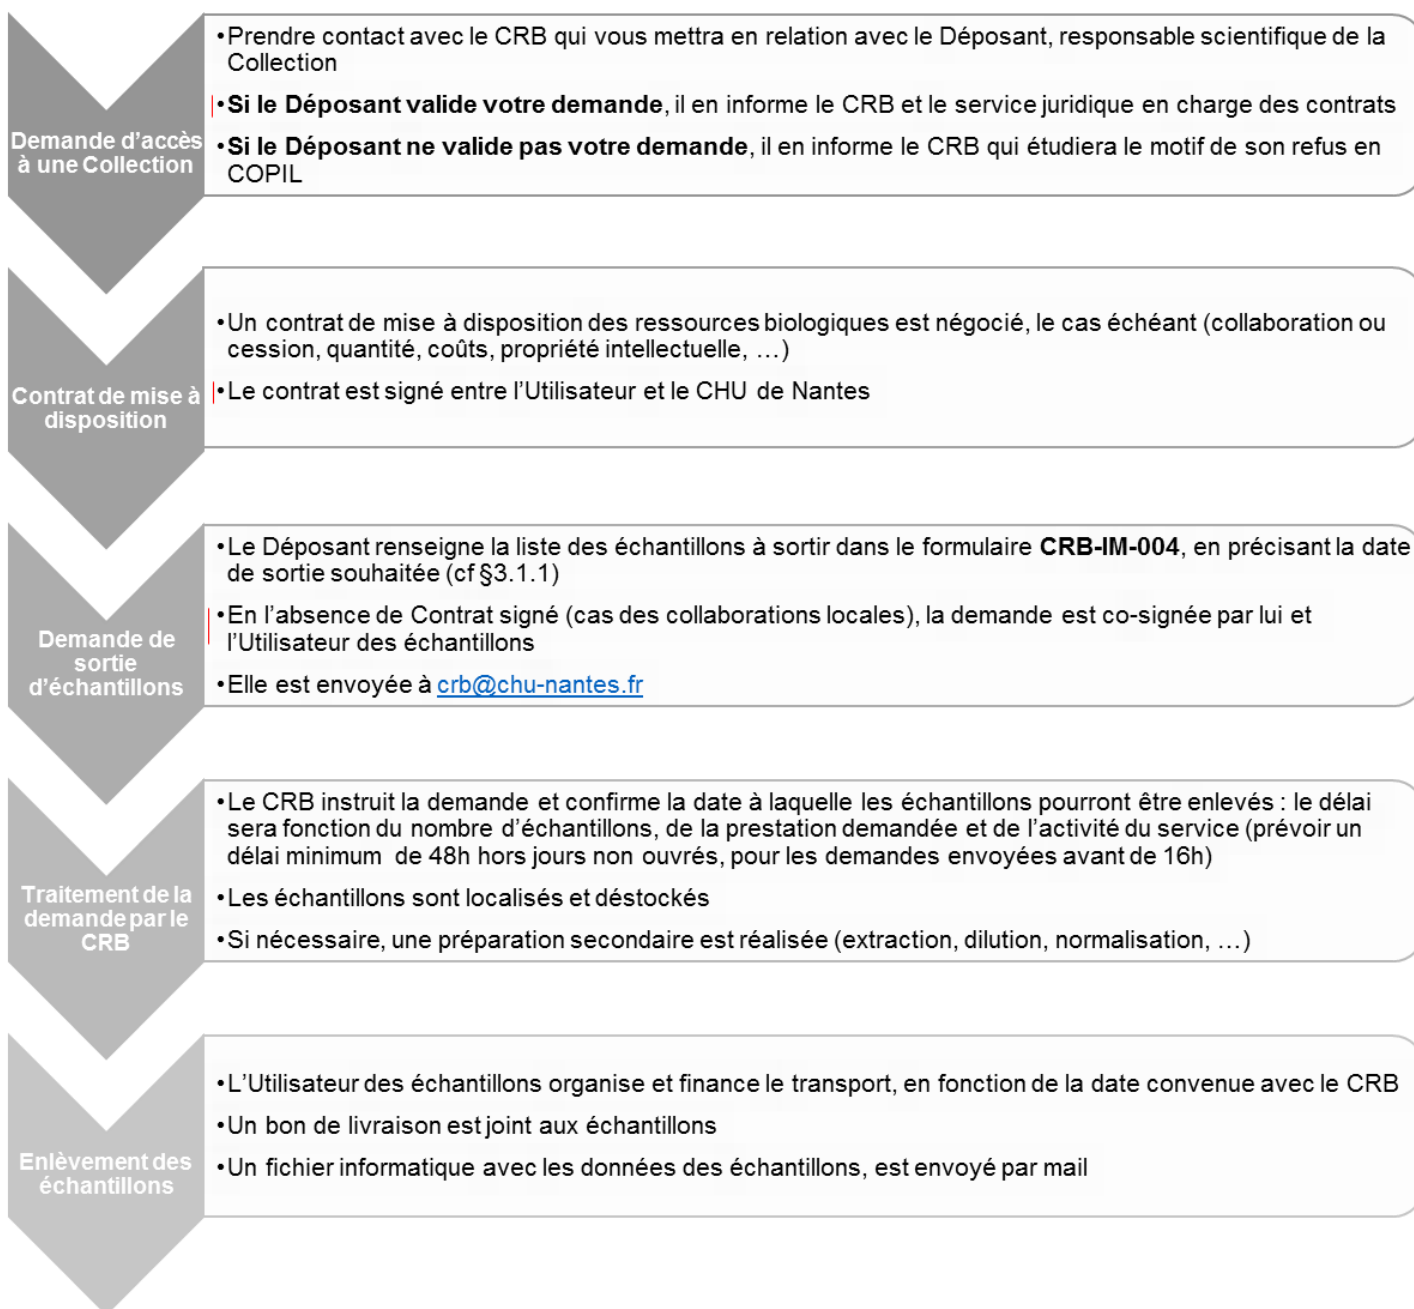 Demande d'accès
à une Collection
•Prendre contact avec le CRB qui vous mettra en relation avec le Déposant, responsable scientifique de la
Collection
•Si le Déposant valide votre demande, il en informe le CRB et le service juridique en charge des contrats
•Si le Déposant ne valide pas votre demande, il en informe le CRB qui étudiera le motif de son refus en
COPIL
Contrat de mise à
disposition
•Un contrat de mise à disposition des ressources biologiques est négocié, le cas échéant (collaboration ou
cession, quantité, coûts, propriété intellectuelle, …)
•Le contrat est signé entre l'Utilisateur et le CHU de Nantes
Demande de
sortie
d'échantillons
•Le Déposant renseigne la liste des échantillons à sortir dans le formulaire CRB-IM-004, en précisant la date
de sortie souhaitée (cf §3.1.1)
•En l'absence de Contrat signé (cas des collaborations locales), la demande est co-signée par lui et
l'Utilisateur des échantillons
•Elle est envoyée à crb@chu-nantes.fr
Traitement de la
demande par le
CRB
•Le CRB instruit la demande et confirme la date à laquelle les échantillons pourront être enlevés : le délai
sera fonction du nombre d'échantillons, de la prestation demandée et de l'activité du service (prévoir un
délai minimum de 48h hors jours non ouvrés, pour les demandes envoyées avant de 16h)
•Les échantillons sont localisés et déstockés
•Si nécessaire, une préparation secondaire est réalisée (extraction, dilution, normalisation, …)
Enlèvement des
échantillons
•L'Utilisateur des échantillons organise et finance le transport, en fonction de la date convenue avec le CRB
•Un bon de livraison est joint aux échantillons
•Un fichier informatique avec les données des échantillons, est envoyé par mail